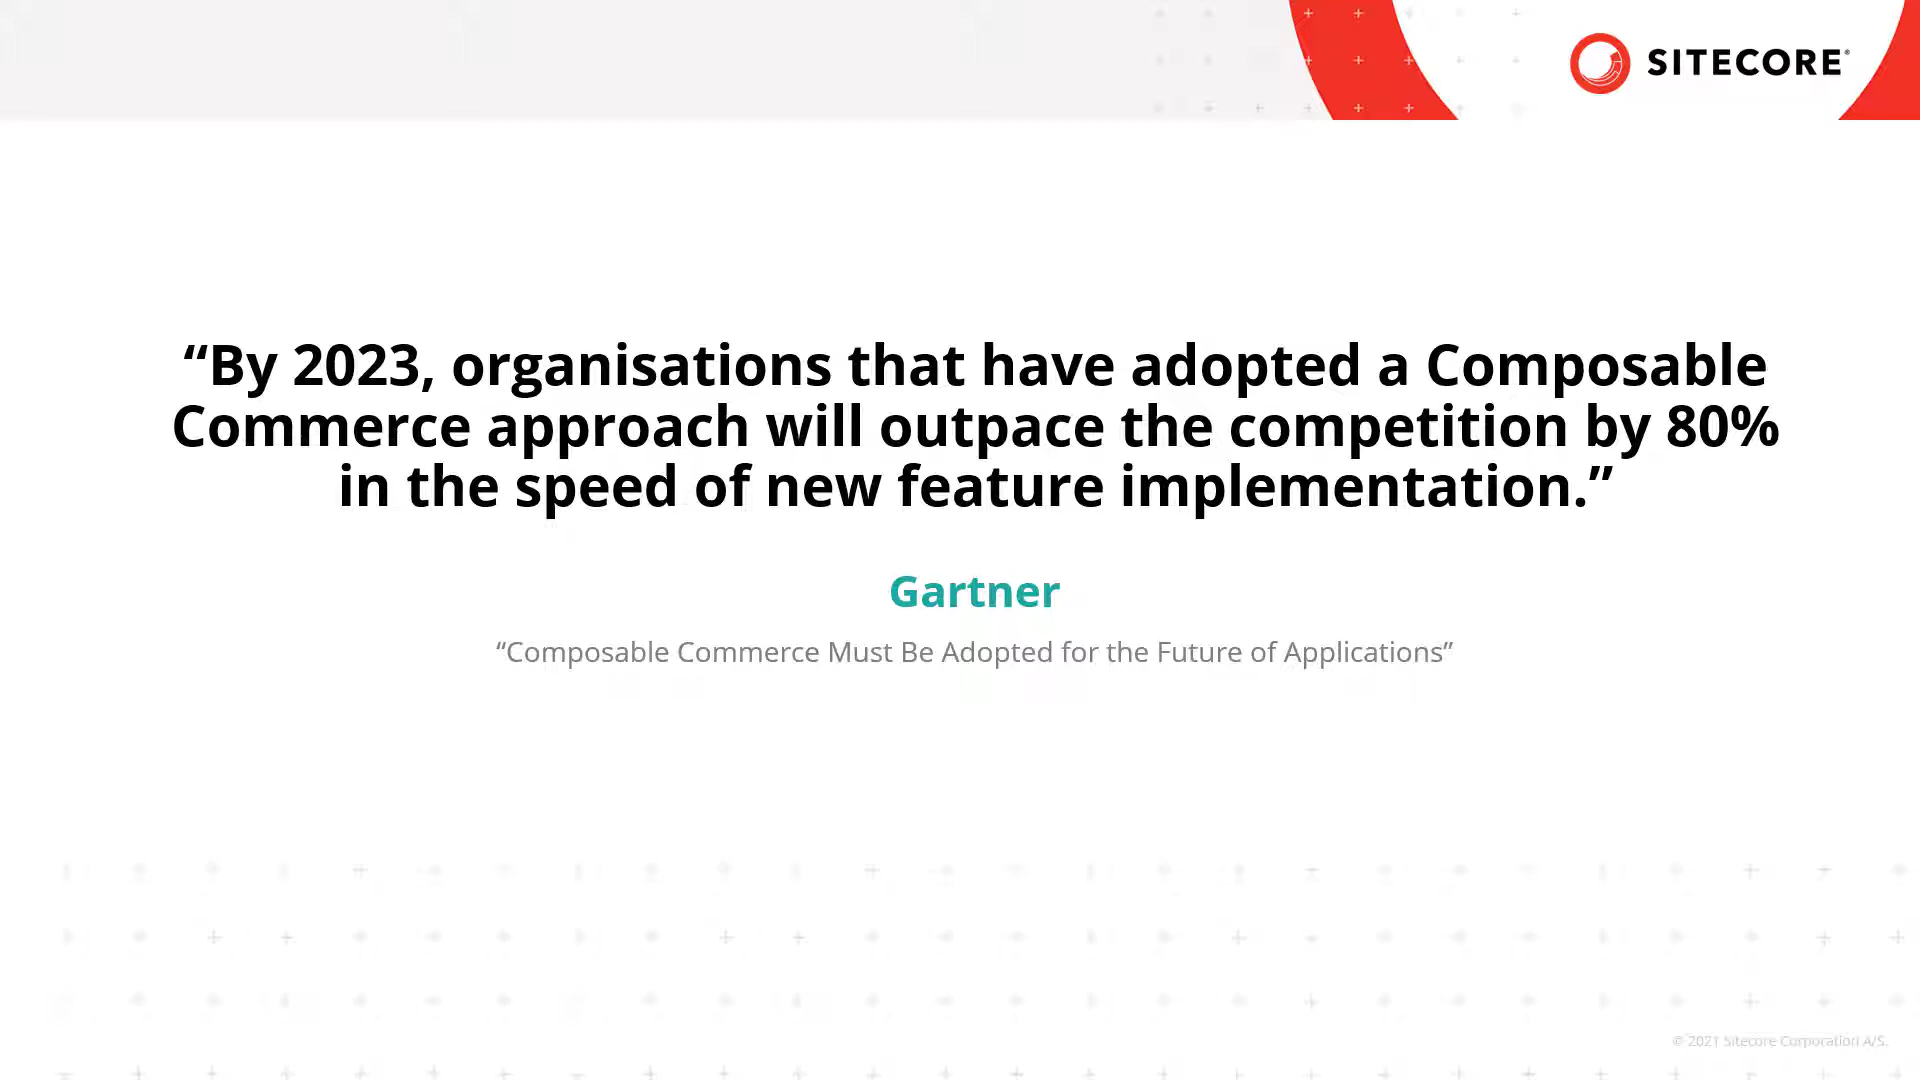 SITECORE
“By 2023, organisations that have adopted a Composable
Commerce approach will outpace the competition by 80%
in the speed of new feature implementation.”
Gartner
“Composable Commerce Must Be Adopted for the Future of Applications”
© 2021 Sitecore Corporation A/S.